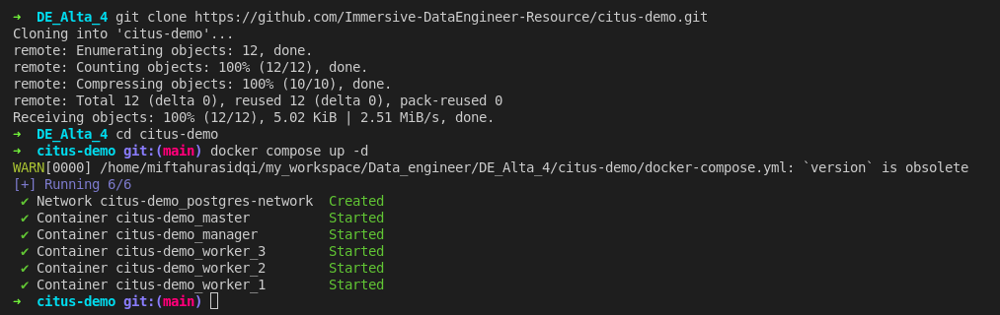 ➜  DE_Alta_4 git clone https://github.com/Immersive-DataEngineer-Resource/citus-demo.git
Cloning into 'citus-demo'...
remote: Enumerating objects: 12, done.
remote: Counting objects: 100% (12/12), done.
remote: Compressing objects: 100% (10/10), done.
remote: Total 12 (delta 0), reused 12 (delta 0), pack-reused 0
Receiving objects: 100% (12/12), 5.02 KiB | 2.51 MiB/s, done.
➜  DE_Alta_4 cd citus-demo
➜  citus-demo git:(main) docker compose up -d
WARN[0000] /home/miftahurasidqi/my_workspace/Data_engineer/DE_Alta_4/citus-demo/docker-compose.yml: `version` is obsolete
[+] Running 6/6
 ✔ Network citus-demo_postgres-network  Created
 ✔ Container citus-demo_master          Started
 ✔ Container citus-demo_manager         Started
 ✔ Container citus-demo_worker_3        Started
 ✔ Container citus-demo_worker_2        Started
 ✔ Container citus-demo_worker_1        Started
➜  citus-demo git:(main)